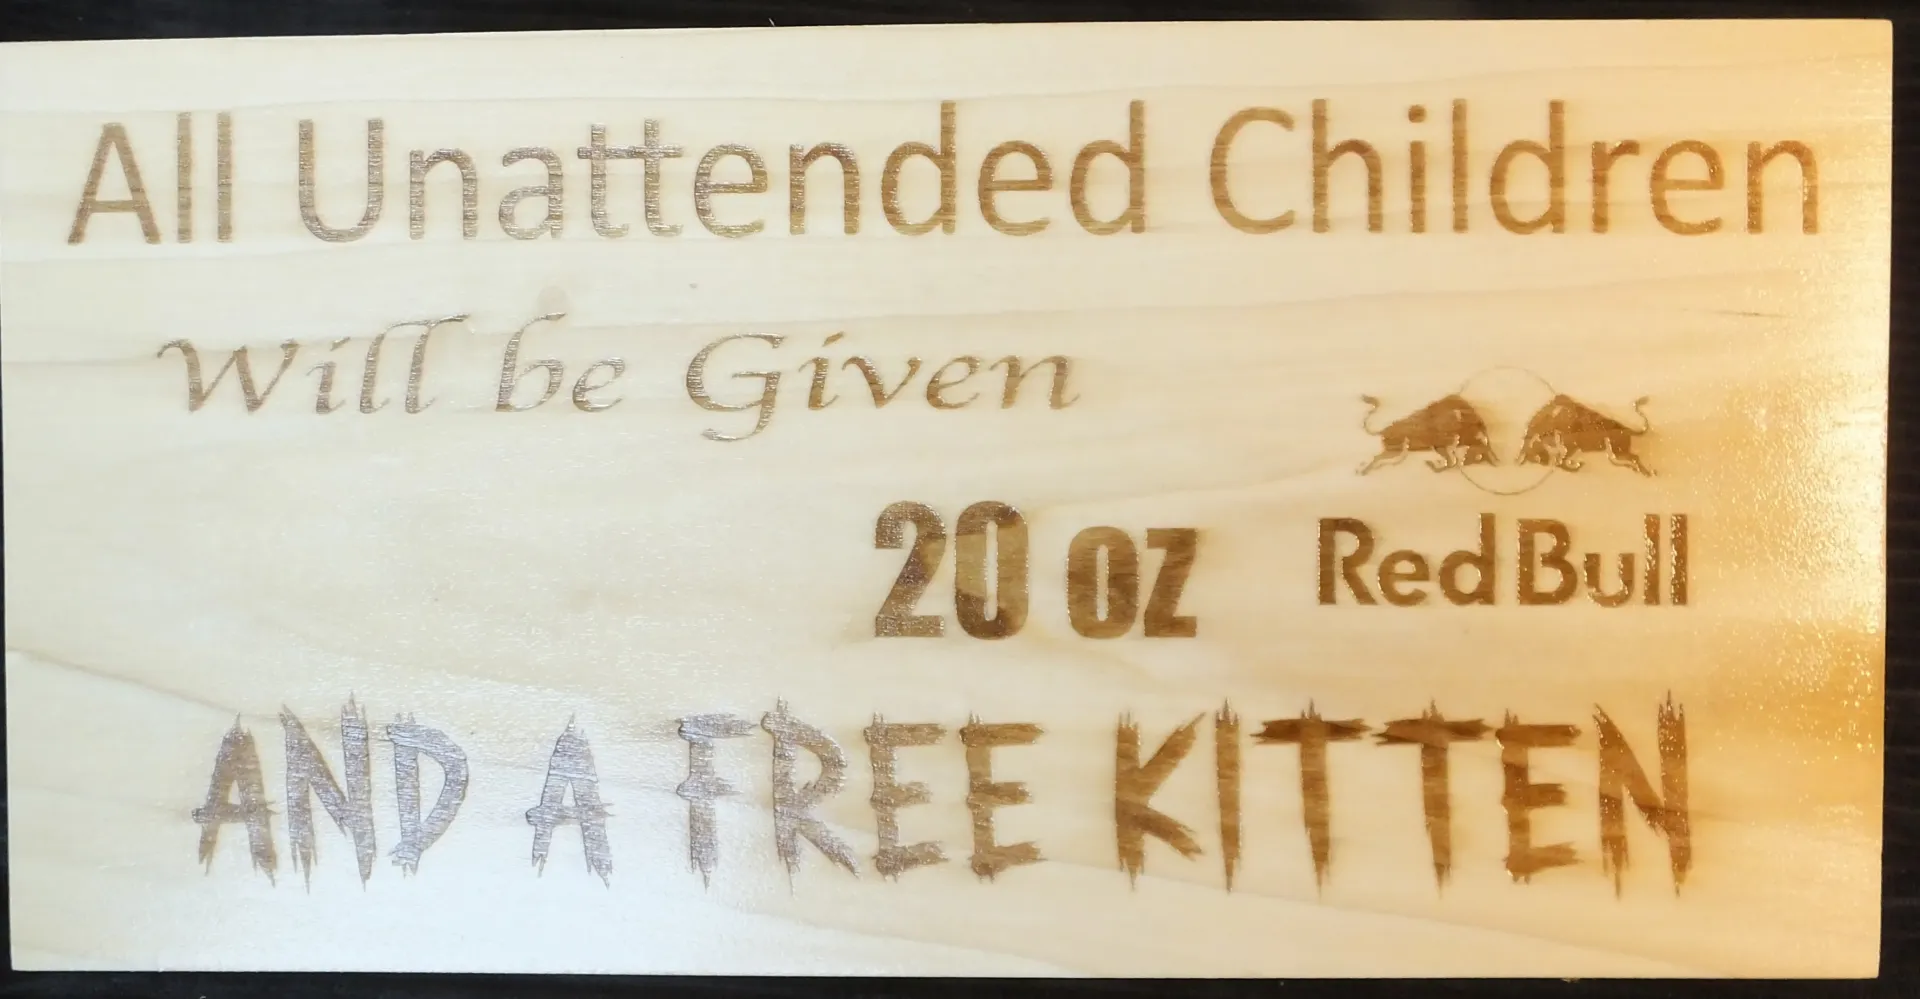 All Unattended Children
Will be Given
20 oz Red Bull
AND A FREE KITTEN